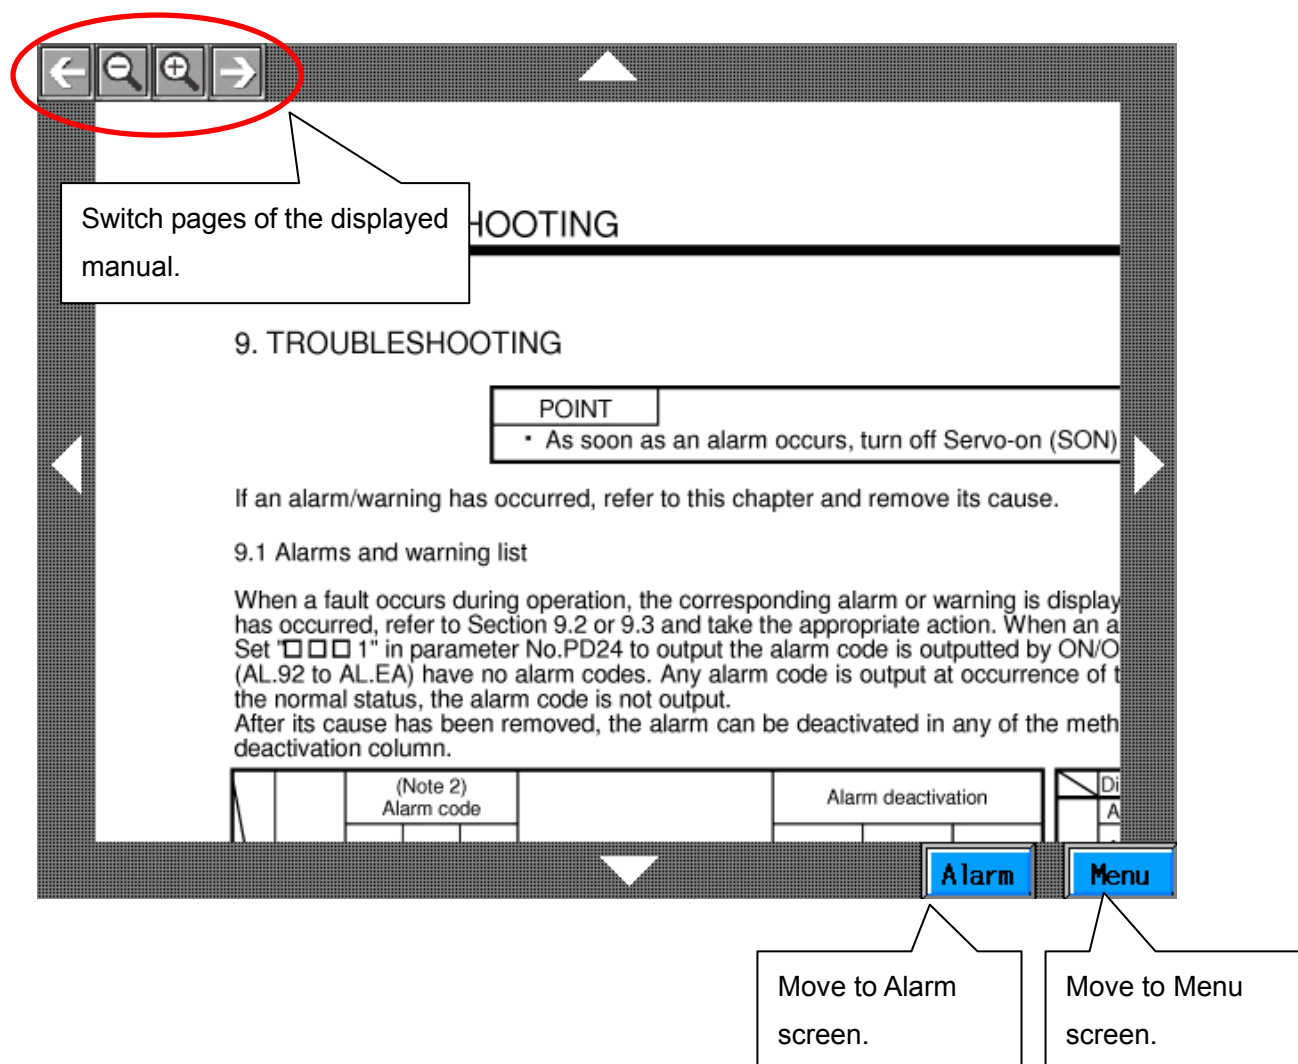 Switch pages of the displayed
manual.
HOOTING
9. TROUBLESHOOTING
POINT
・ As soon as an alarm occurs, turn off Servo-on (SON)
If an alarm/warning has occurred, refer to this chapter and remove its cause.
9.1 Alarms and warning list
When a fault occurs during operation, the corresponding alarm or warning is display
has occurred, refer to Section 9.2 or 9.3 and take the appropriate action. When an a
Set "□□□ 1" in parameter No.PD24 to output the alarm code is outputted by ON/O
(AL.92 to AL.EA) have no alarm codes. Any alarm code is output at occurrence of t
the normal status, the alarm code is not output.
After its cause has been removed, the alarm can be deactivated in any of the meth
deactivation column.
(Note 2)
Alarm code
Alarm deactivation
Di
A
Alarm
Menu
Move to Alarm
screen.
Move to Menu
screen.